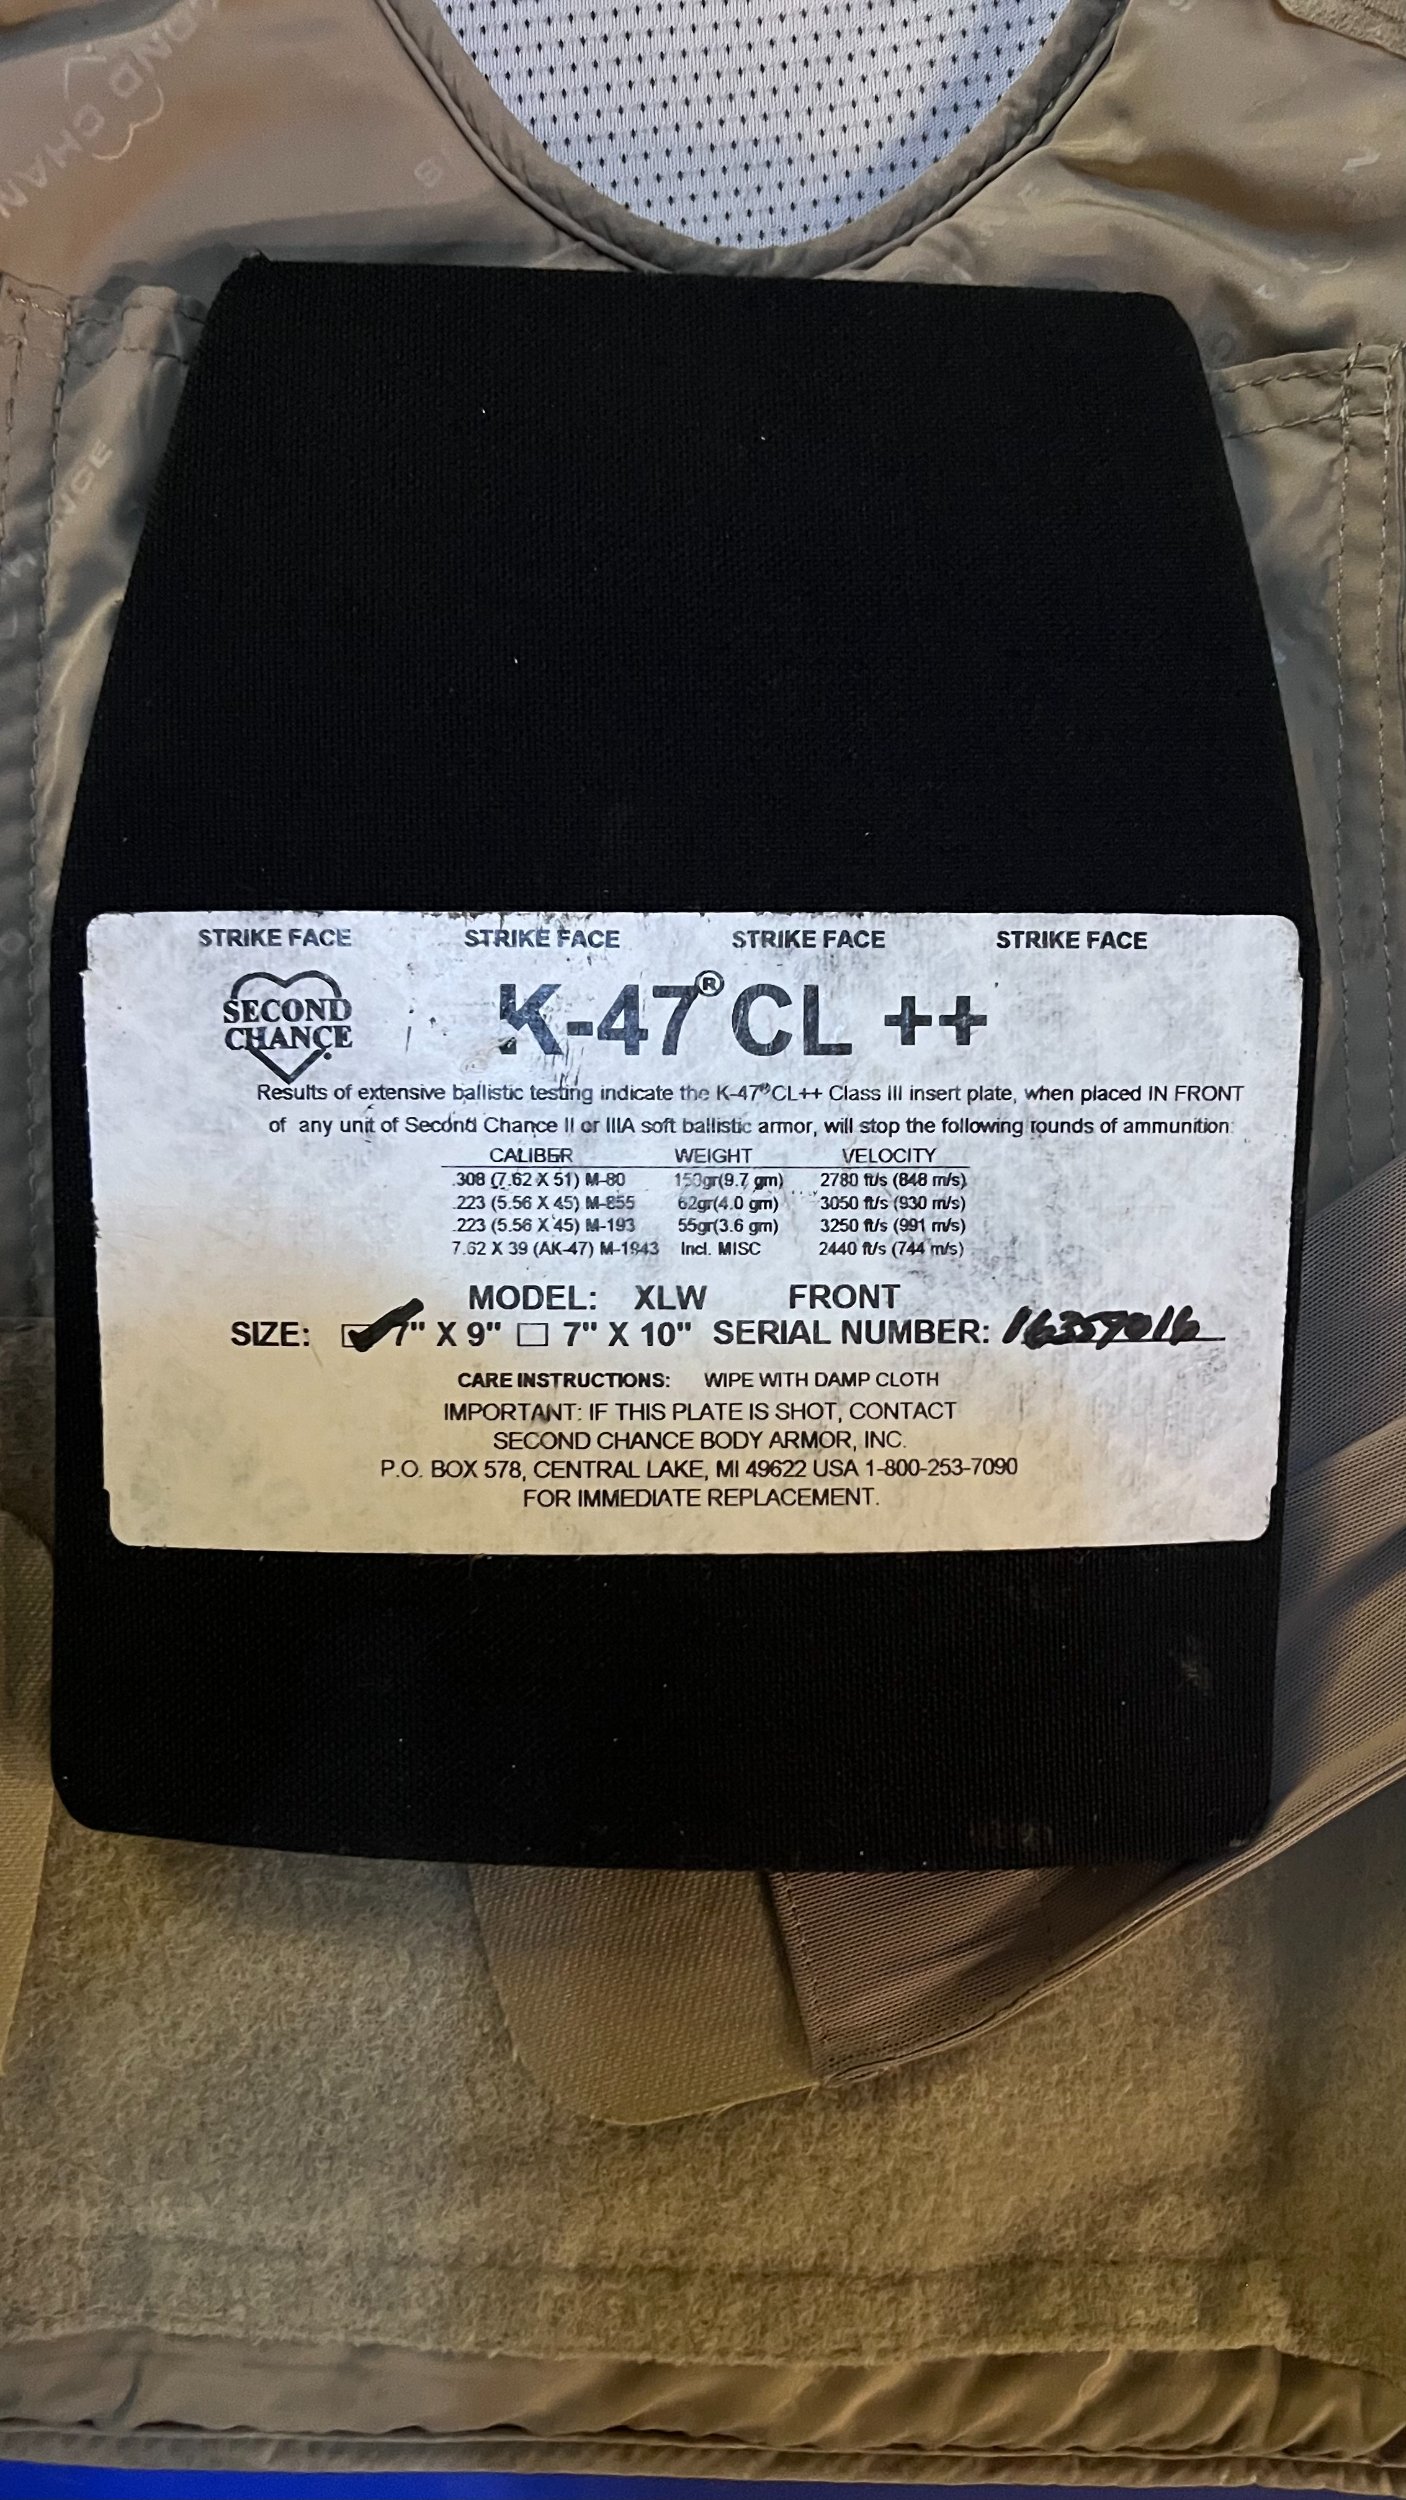 STRIKE FACE STRIKE FACE STRIKE FACE STRIKE FACE
SECOND
CHANCE
K-47® CL ++
Results of extensive ballistic testing indicate the K-47®CL++ Class III insert plate, when placed IN FRONT
of any unit of Second Chance II or IIIA soft ballistic armor, will stop the following rounds of ammunition:
CALIBER WEIGHT VELOCITY
.308 (7.62 X 51) M-80 150gr(9.7 gm) 2780 ft/s (848 m/s)
.223 (5.56 X 45) M-855 62gr(4.0 gm) 3050 ft/s (930 m/s)
.223 (5.56 X 45) M-193 55gr(3.6 gm) 3250 ft/s (991 m/s)
7.62 X 39 (AK-47) M-1943 Incl. MISC 2440 ft/s (744 m/s)
MODEL: XLW FRONT
SIZE: 7" X 9" 7" X 10" SERIAL NUMBER:
CARE INSTRUCTIONS: WIPE WITH DAMP CLOTH
IMPORTANT: IF THIS PLATE IS SHOT, CONTACT
SECOND CHANCE BODY ARMOR, INC.
P.O. BOX 578, CENTRAL LAKE, MI 49622 USA 1-800-253-7090
FOR IMMEDIATE REPLACEMENT.